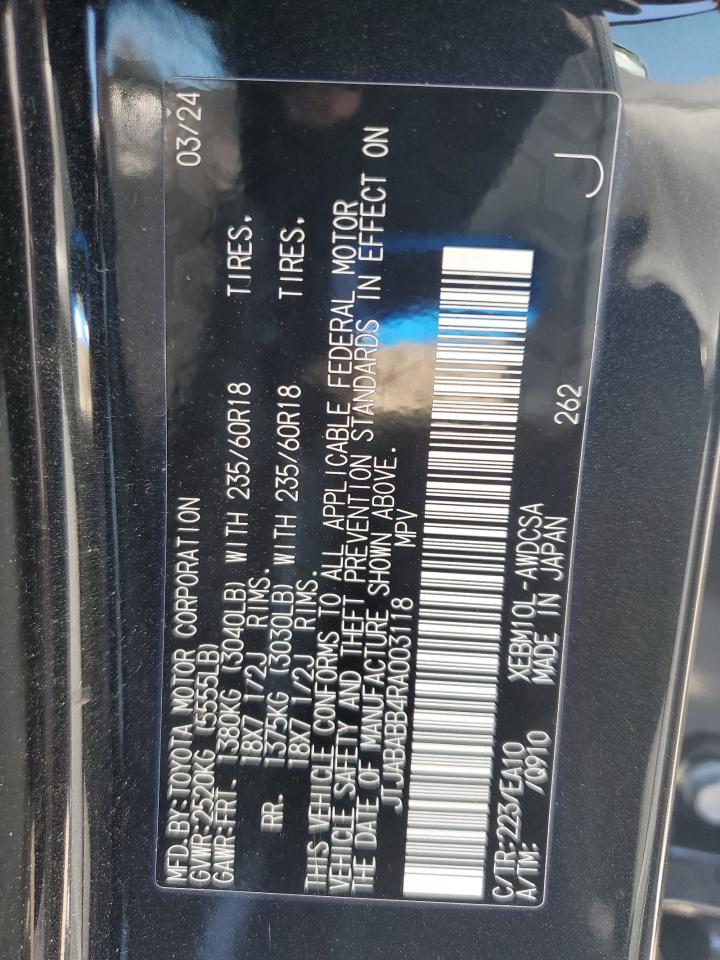 MFD. BY: TOYOTA MOTOR CORPORATION 03/24
GVWR: 2520KG (5555LB)
GAWR: FRT. 1380KG (3040LB) WITH 235/60R18 TIRES.
18X7 1/2J RIMS.
RR. 1375KG (3030LB) WITH 235/60R18 TIRES.
18X7 1/2J RIMS.
THIS VEHICLE CONFORMS TO ALL APPLICABLE FEDERAL MOTOR
VEHICLE SAFETY AND THEFT PREVENTION STANDARDS IN EFFECT ON
THE DATE OF MANUFACTURE SHOWN ABOVE.
JTJABABB4RA003118 MPV
C/TR: 223/EA10 XEBM10L-AWDCSA
A/TM: /Q910 MADE IN JAPAN 262 J